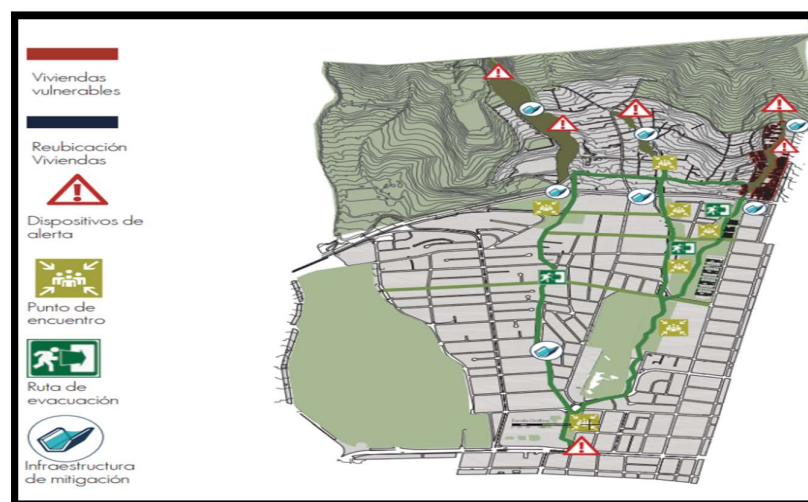 Viviendas
vulnerables
Reubicación
Viviendas
Dispositivos de
alerta
Punto de
encuentro
Ruta de
evacuación
Infraestructura
de mitigación